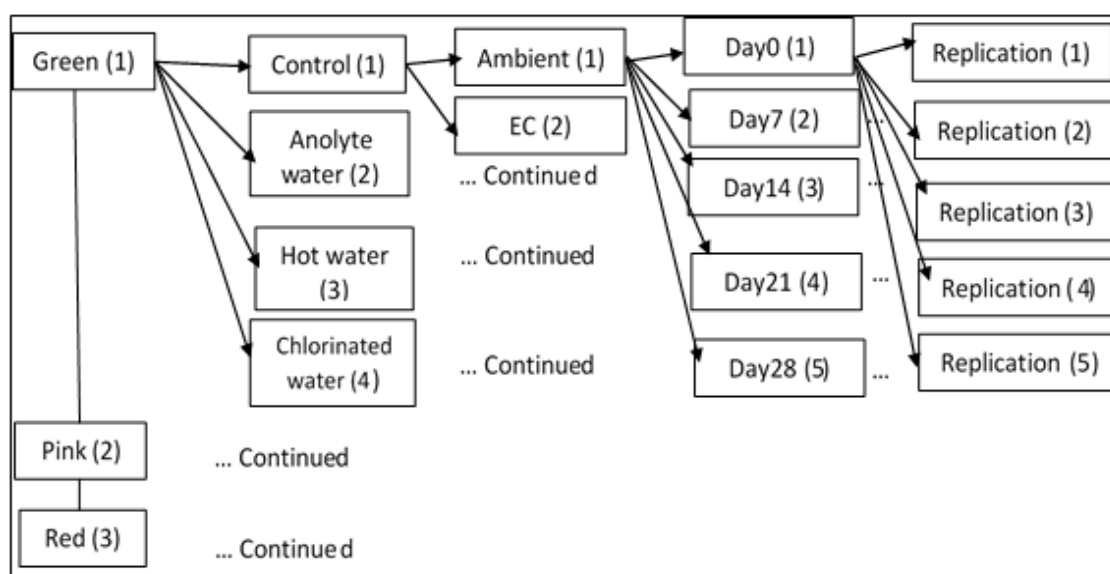 Green (1)
Control (1)
Ambient (1)
Day0 (1)
Replication (1)
Anolyte
water (2)
EC (2)
Day7 (2)
...
Replication (2)
... Continued
Day14 (3)
...
Replication (3)
Hot water
(3)
... Continued
Day21 (4)
...
Replication (4)
Chlorinated
water (4)
... Continued
Day28 (5)
...
Replication (5)
Pink (2)
... Continued
Red (3)
... Continued